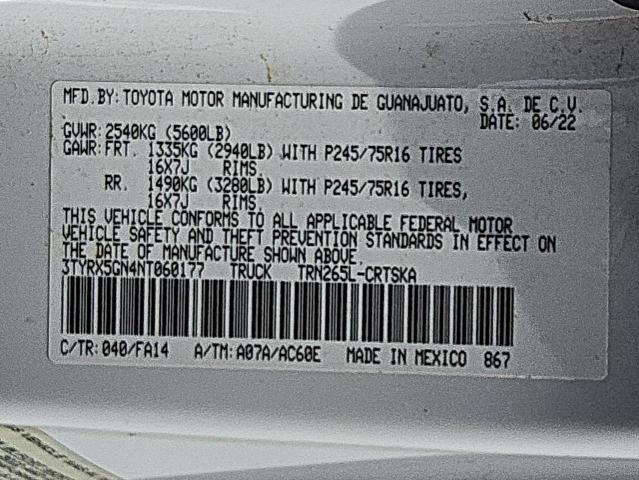 MFD.BY: TOYOTA MOTOR MANUFACTURING DE GUANAJUATO, S.A. DE C.V.
DATE: 06/22
GVWR: 2540KG (5600LB)
GAWR: FRT. 1335KG (2940LB) WITH P245/75R16 TIRES
16X7J RIMS.
RR. 1490KG (3280LB) WITH P245/75R16 TIRES,
16X7J RIMS.
THIS VEHICLE CONFORMS TO ALL APPLICABLE FEDERAL MOTOR
VEHICLE SAFETY AND THEFT PREVENTION STANDARDS IN EFFECT ON
THE DATE OF MANUFACTURE SHOWN ABOVE.
3TYRX5GN4NT060177 TRUCK TRN265L-CRTSKA
C/TR: 040/FA14 A/TM: A07A/AC60E MADE IN MEXICO 867